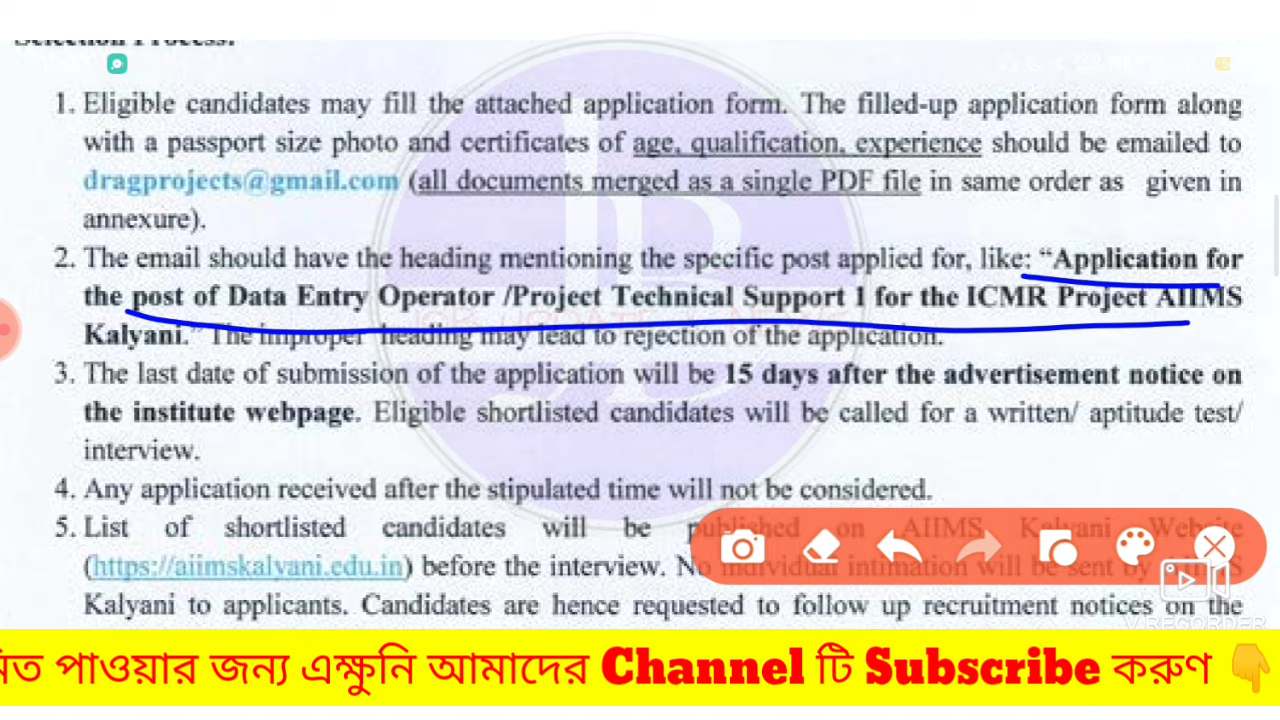 Selection Process:
1. Eligible candidates may fill the attached application form. The filled-up application form along
with a passport size photo and certificates of age, qualification, experience should be emailed to
dragprojects@gmail.com (all documents merged as a single PDF file in same order as given in
annexure).
2. The email should have the heading mentioning the specific post applied for, like: “Application for
the post of Data Entry Operator /Project Technical Support 1 for the ICMR Project AIIMS
Kalyani.” The improper heading may lead to rejection of the application.
3. The last date of submission of the application will be 15 days after the advertisement notice on
the institute webpage. Eligible shortlisted candidates will be called for a written/ aptitude test/
interview.
4. Any application received after the stipulated time will not be considered.
5. List of shortlisted candidates will be published on AIIMS Kalyani Website
(https://aiimskalyani.edu.in) before the interview. No individual intimation will be sent by AIIMS
Kalyani to applicants. Candidates are hence requested to follow up recruitment notices on the
V RECORDER
পাওয়ার জন্য এক্ষুনি আমাদের Channel টি Subscribe করুণ 👇